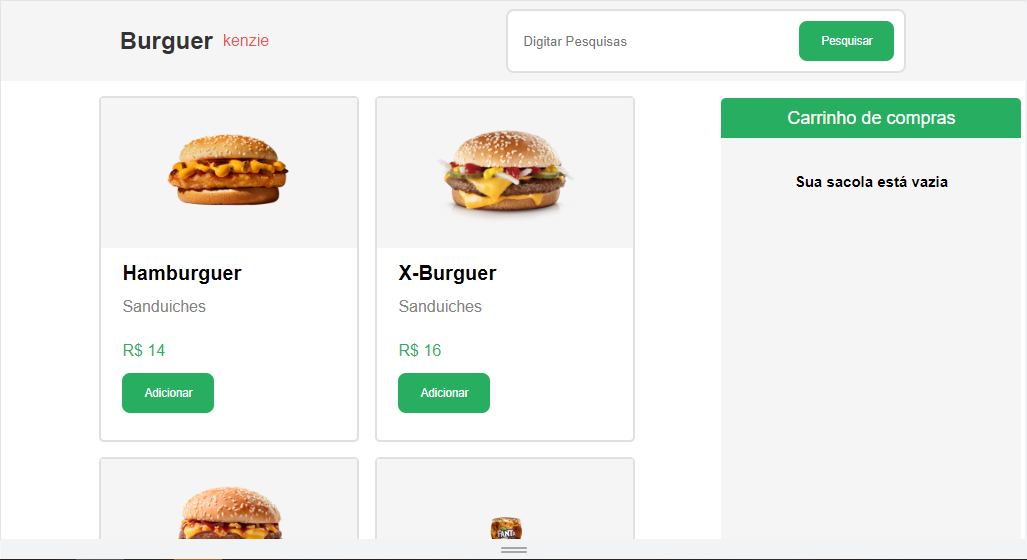 Burguer kenzie
Digitar Pesquisas
Pesquisar
Carrinho de compras
Sua sacola está vazia
Hamburguer
Sanduiches
R$ 14
Adicionar
X-Burguer
Sanduiches
R$ 16
Adicionar
FANTA